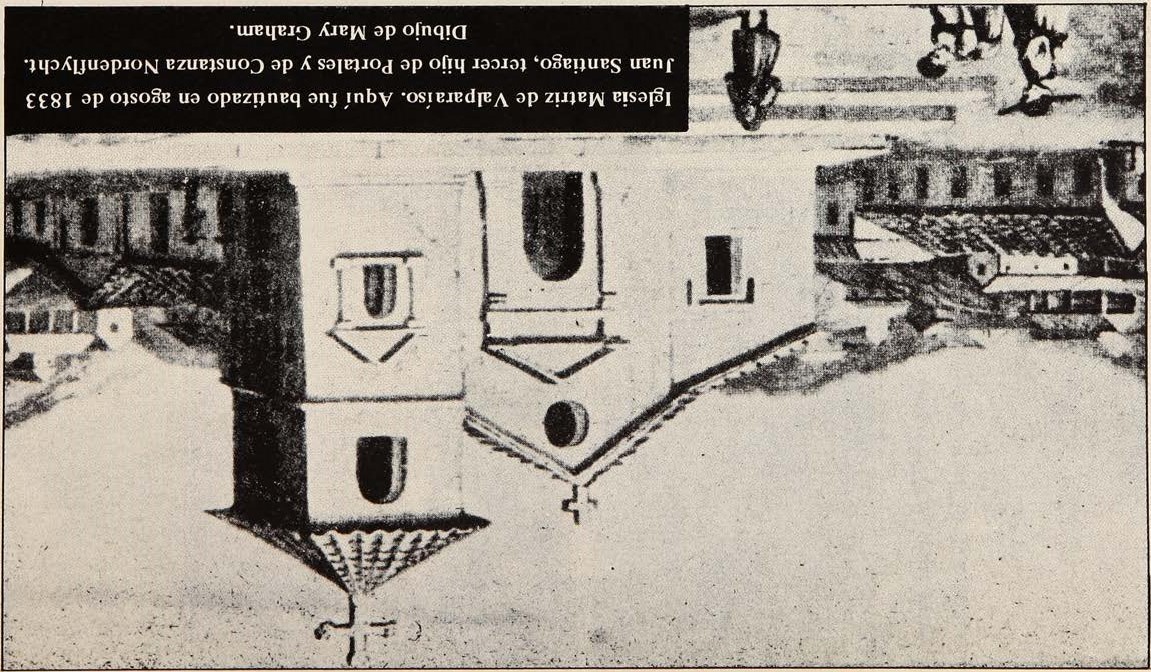 Iglesia Matriz de Valparaíso. Aquí fue bautizado en agosto de 1833
Juan Santiago, tercer hijo de Portales y de Constanza Nordenflycht.
Dibujo de Mary Graham.